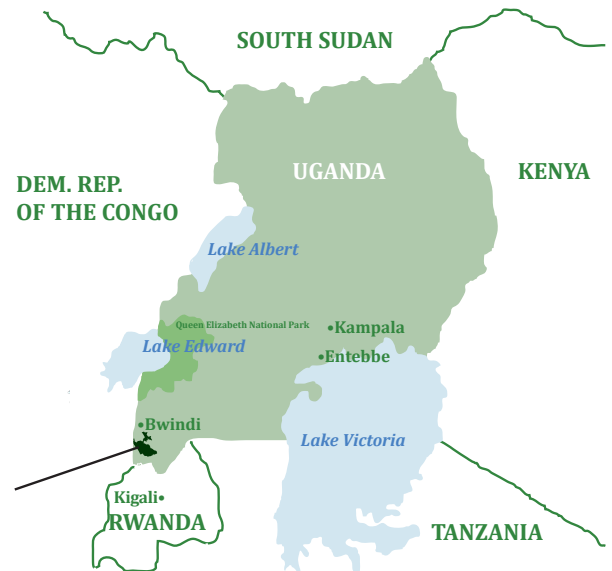 SOUTH SUDAN
UGANDA
KENYA
DEM. REP.
OF THE CONGO
Lake Albert
Queen Elizabeth National Park
•Kampala
Lake Edward
•Entebbe
•Bwindi
Lake Victoria
Kigali•
RWANDA
TANZANIA